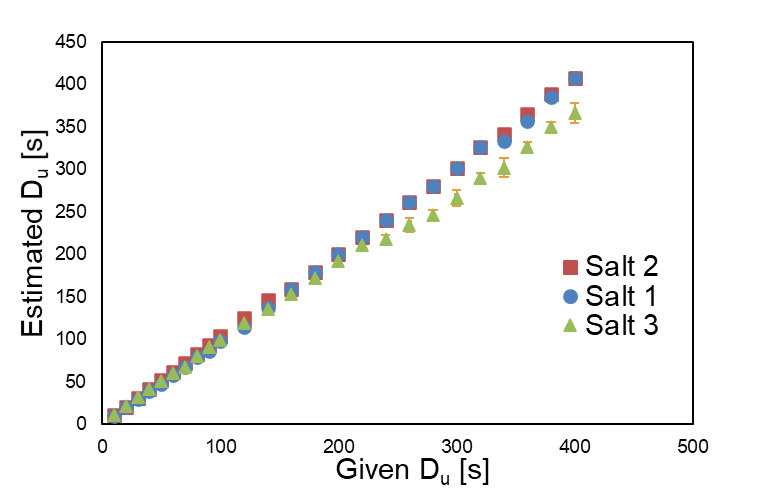 450
400
350
300
250
200
150
100
50
0
Estimated Du [s]
Salt 2
Salt 1
Salt 3
0 100 200 300 400 500
Given Du [s]